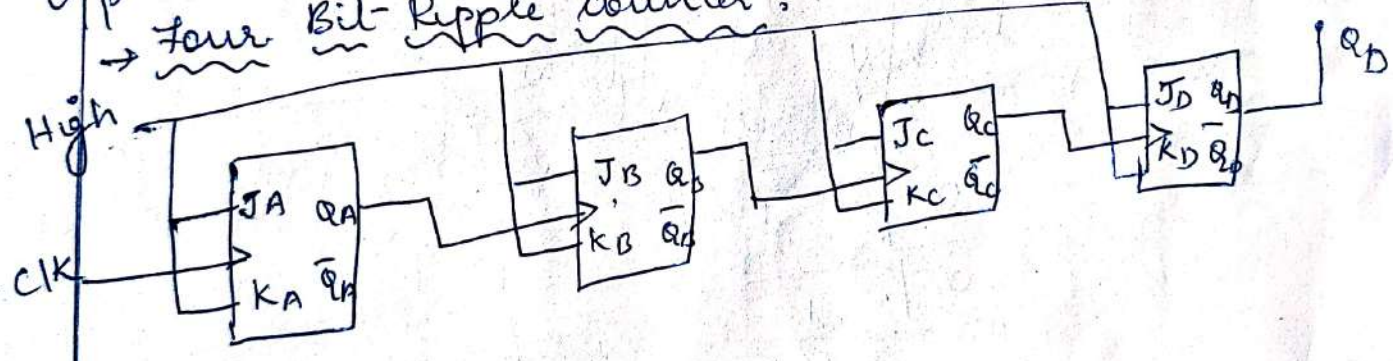 → Four Bit Ripple counter.
High
JA QA
CLK
KA Q̅A
JB QB
KB Q̅B
JC QC
KC Q̅C
JD QD
KD Q̅D
QD